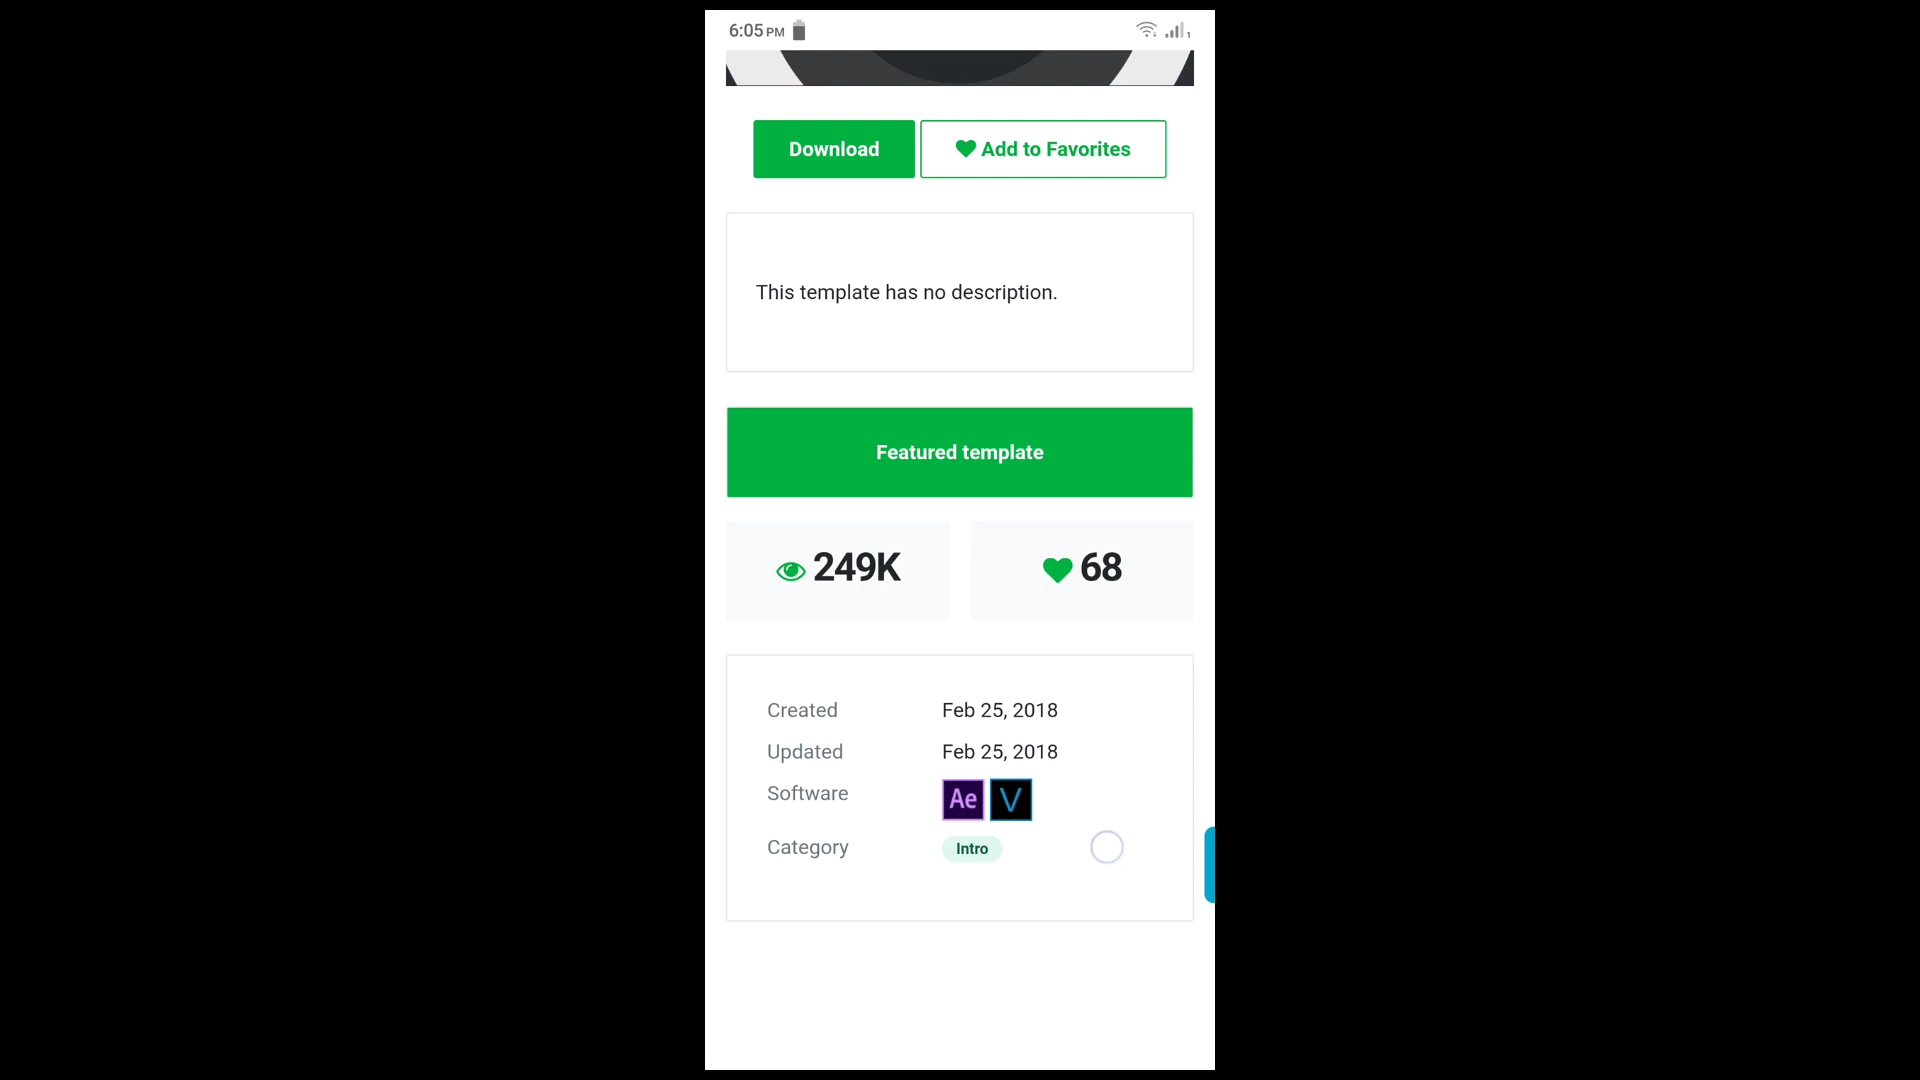 6:05 PM
1
Download
Add to Favorites
This template has no description.
Featured template
249K
68
Created Feb 25, 2018
Updated Feb 25, 2018
Software Ae V
Category Intro